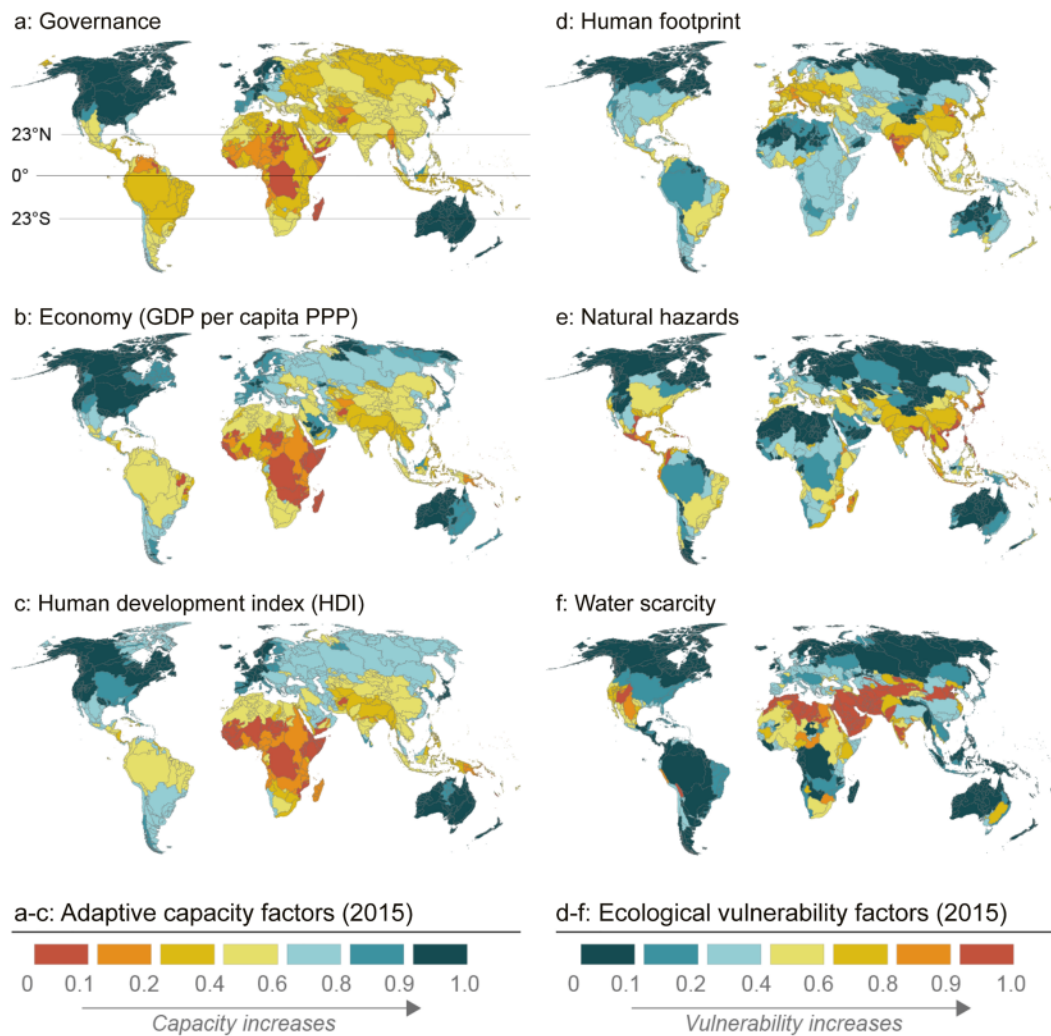 a: Governance
d: Human footprint
23°N
0°
23°S
b: Economy (GDP per capita PPP)
e: Natural hazards
c: Human development index (HDI)
f: Water scarcity
a-c: Adaptive capacity factors (2015)
d-f: Ecological vulnerability factors (2015)
0 0.1 0.2 0.4 0.6 0.8 0.9 1.0
0 0.1 0.2 0.4 0.6 0.8 0.9 1.0
Capacity increases
Vulnerability increases